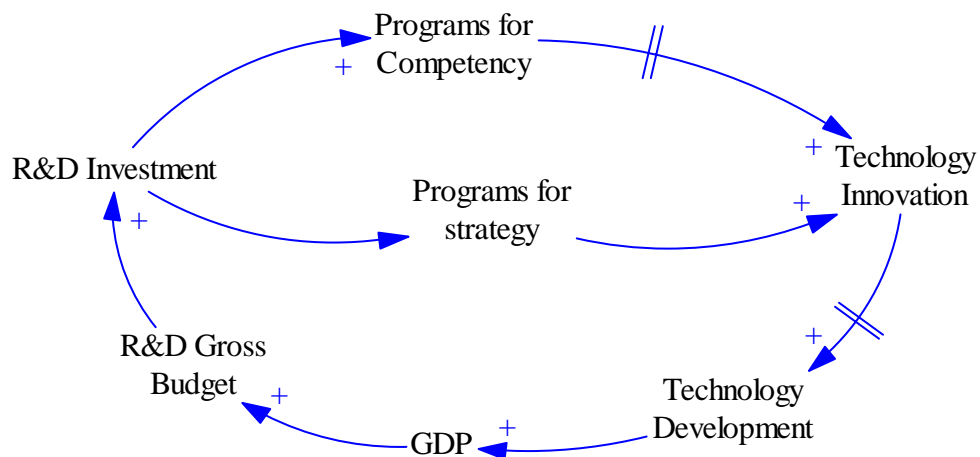 Programs for
Competency
+
R&D Investment
+
Programs for
strategy
+
+
Technology
Innovation
R&D Gross
Budget
+
+
Technology
Development
GDP
+